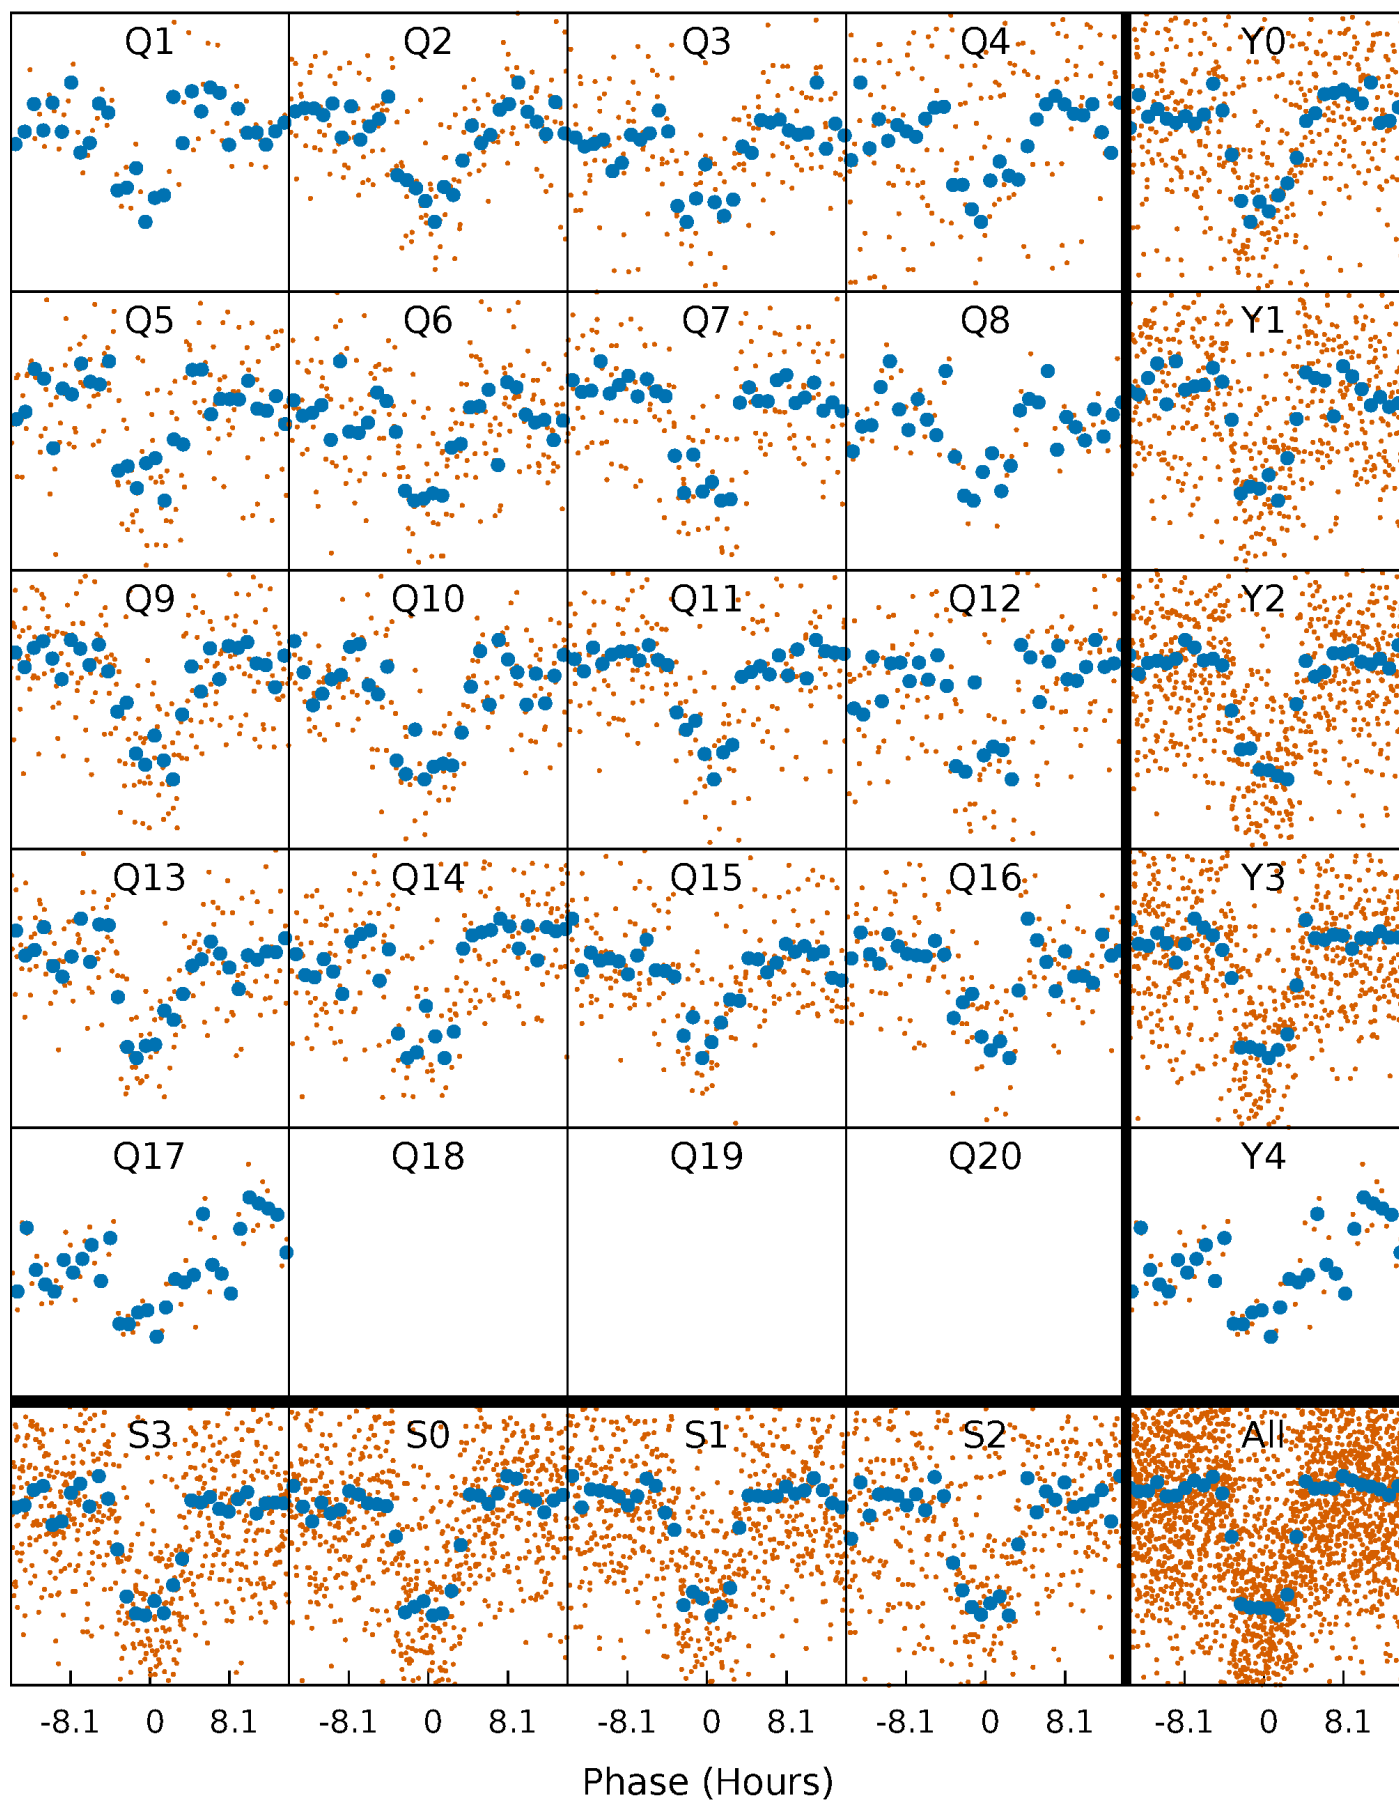 Q1 Q2 Q3 Q4 Y0
Q5 Q6 Q7 Q8 Y1
Q9 Q10 Q11 Q12 Y2
Q13 Q14 Q15 Q16 Y3
Q17 Q18 Q19 Q20 Y4
S3 S0 S1 S2 All
-8.1 0 8.1 -8.1 0 8.1 -8.1 0 8.1 -8.1 0 8.1 -8.1 0 8.1
Phase (Hours)